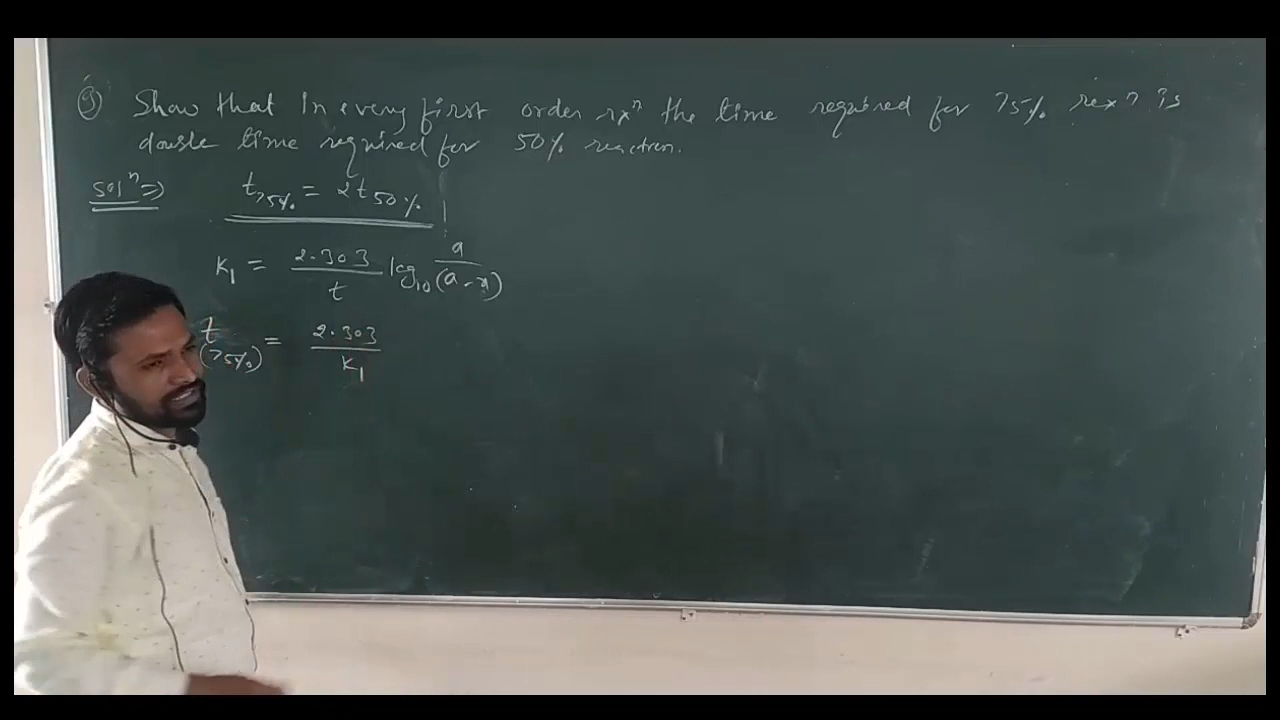 9) Show that in every first order rxⁿ the time required for 75% rexⁿ is
double time required for 50% reaction.
Solⁿ ⇒ t₇₅% = 2t₅₀%
K₁ = 2.303/t log₁₀ a/(a-x)
t(75%) = 2.303/K₁